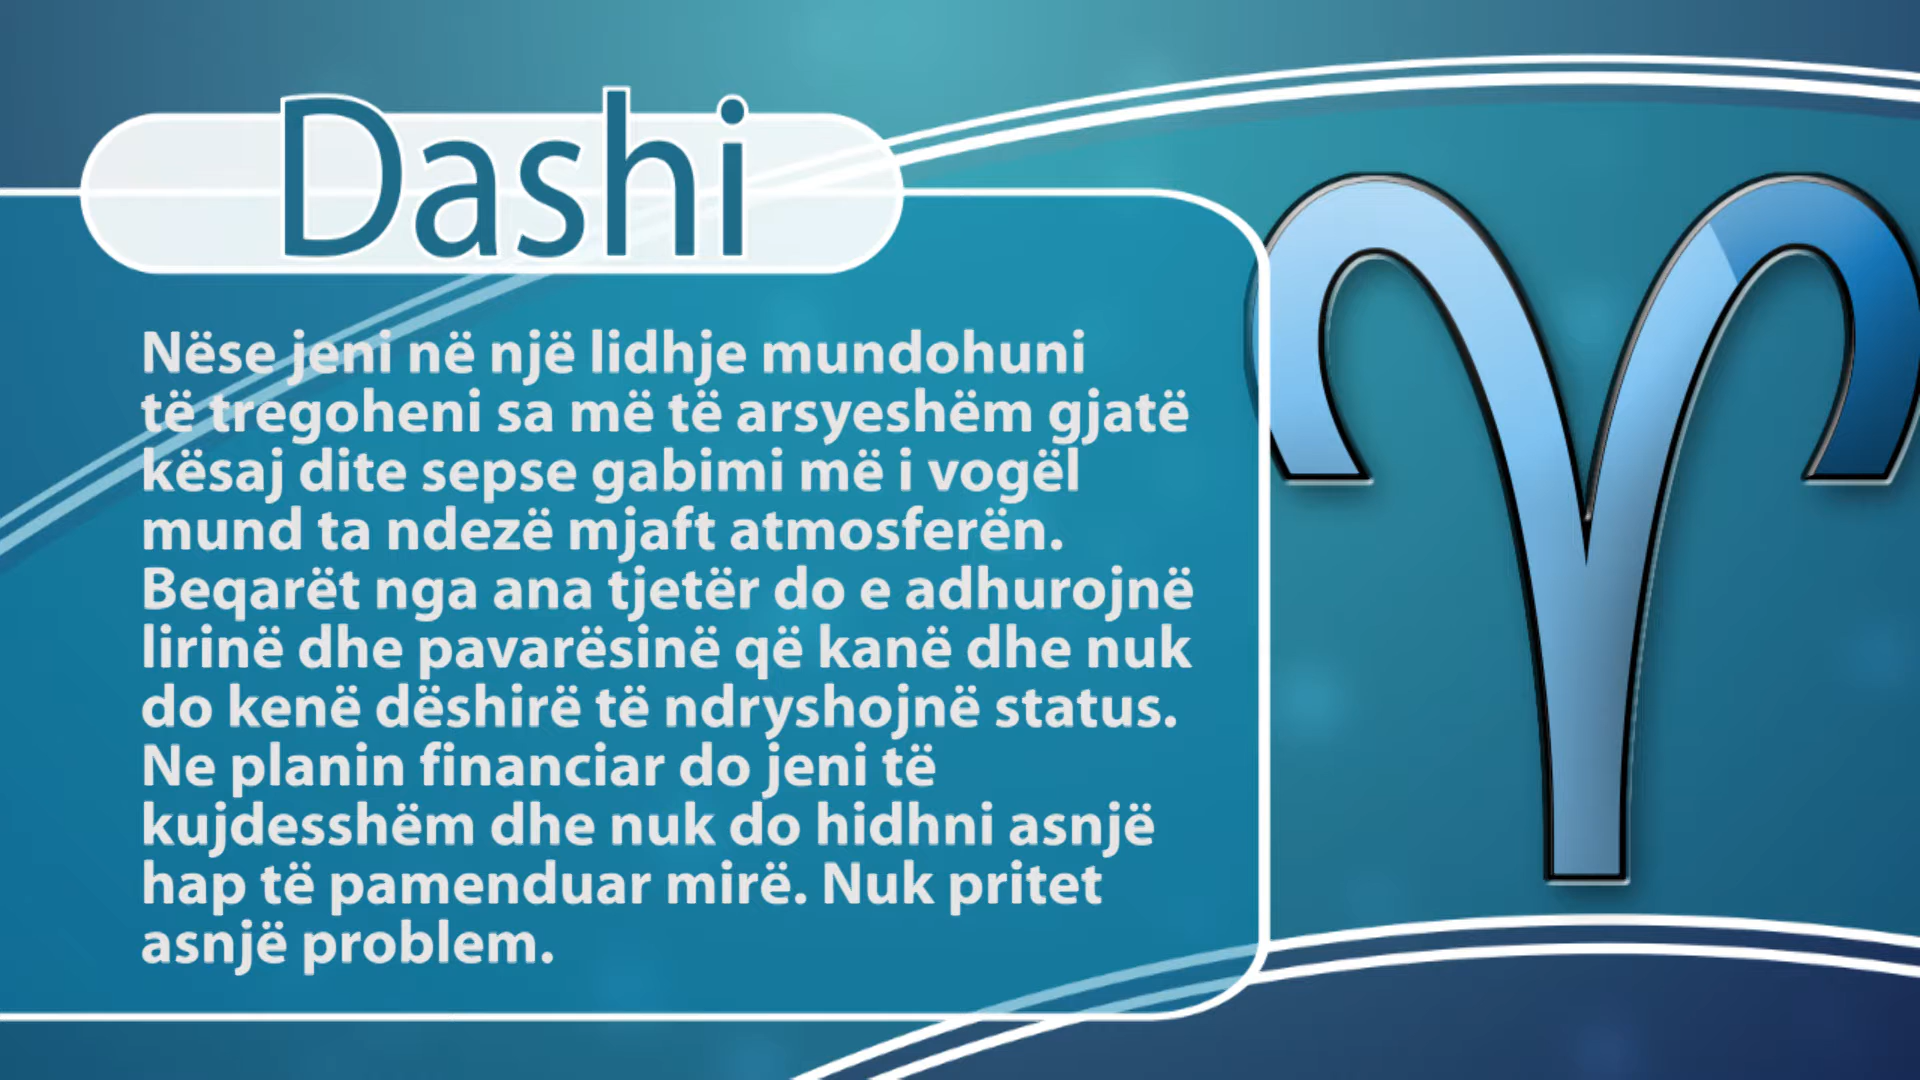 Dashi
Nëse jeni në një lidhje mundohuni
të tregoheni sa më të arsyeshëm gjatë
kësaj dite sepse gabimi më i vogël
mund ta ndezë mjaft atmosferën.
Beqarët nga ana tjetër do e adhurojnë
lirinë dhe pavarësinë që kanë dhe nuk
do kenë dëshirë të ndryshojnë status.
Ne planin financiar do jeni të
kujdesshëm dhe nuk do hidhni asnjë
hap të pamenduar mirë. Nuk pritet
asnjë problem.